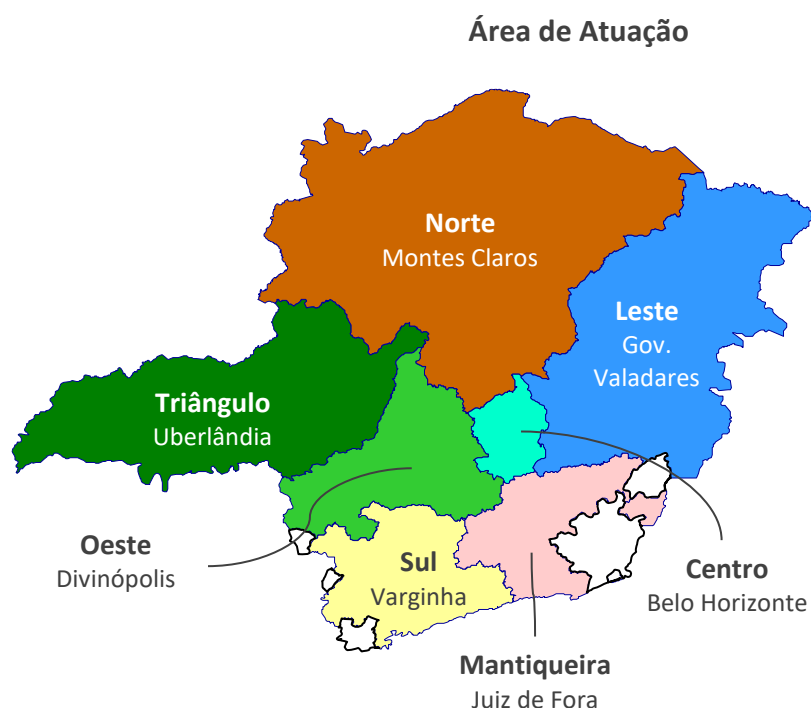 Área de Atuação
Norte
Montes Claros
Leste
Gov.
Valadares
Triângulo
Uberlândia
Oeste
Divinópolis
Sul
Varginha
Centro
Belo Horizonte
Mantiqueira
Juiz de Fora